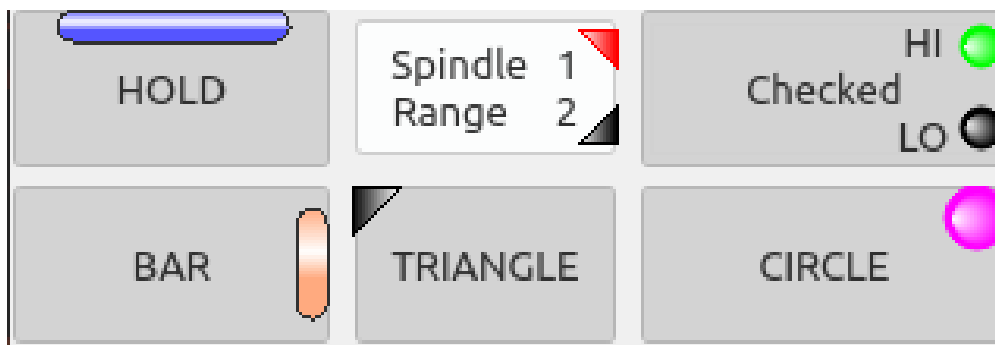 HOLD
Spindle 1
Range 2
HI
Checked
LO
BAR
TRIANGLE
CIRCLE